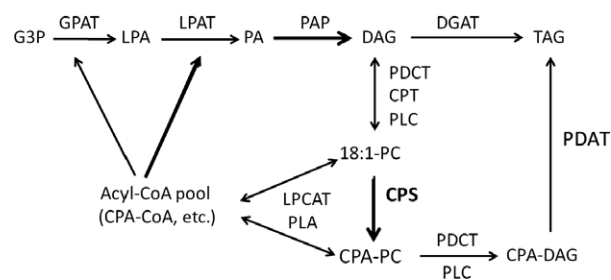 GPAT LPAT PAP DGAT
G3P LPA PA DAG TAG
PDCT
CPT
PLC
PDAT
18:1-PC
Acyl-CoA pool
(CPA-CoA, etc.)
LPCAT
PLA
CPS
CPA-PC PDCT CPA-DAG
PLC